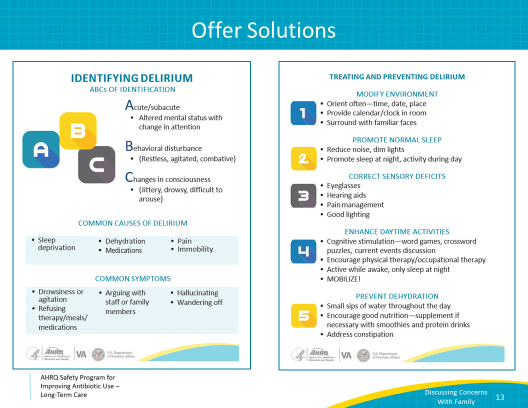 Offer Solutions
IDENTIFYING DELIRIUM
ABCs OF IDENTIFICATION
A
B
C
Acute/subacute
• Altered mental status with
change in attention
Behavioral disturbance
• (Restless, agitated, combative)
Changes in consciousness
• (Jittery, drowsy, difficult to
arouse)
COMMON CAUSES OF DELIRIUM
• Sleep
deprivation
• Dehydration
• Medications
• Pain
• Immobility
COMMON SYMPTOMS
• Drowsiness or
agitation
• Refusing
therapy/meals/
medications
• Arguing with
staff or family
members
• Hallucinating
• Wandering off
AHRQ
VA
U.S. Department
of Veterans Affairs
TREATING AND PREVENTING DELIRIUM
MODIFY ENVIRONMENT
1
• Orient often—time, date, place
• Provide calendar/clock in room
• Surround with familiar faces
PROMOTE NORMAL SLEEP
2
• Reduce noise, dim lights
• Promote sleep at night, activity during day
CORRECT SENSORY DEFICITS
3
• Eyeglasses
• Hearing aids
• Pain management
• Good lighting
ENHANCE DAYTIME ACTIVITIES
4
• Cognitive stimulation—word games, crossword
puzzles, current events discussion
• Encourage physical therapy/occupational therapy
• Active while awake, only sleep at night
• MOBILIZE!
PREVENT DEHYDRATION
5
• Small sips of water throughout the day
• Encourage good nutrition—supplement if
necessary with smoothies and protein drinks
• Address constipation
AHRQ
VA
U.S. Department
of Veterans Affairs
AHRQ Safety Program for
Improving Antibiotic Use –
Long-Term Care
Discussing Concerns
With Family
13